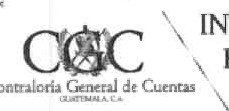 CGC
IN
Contraloría General de Cuentas
GUATEMALA, C.A.